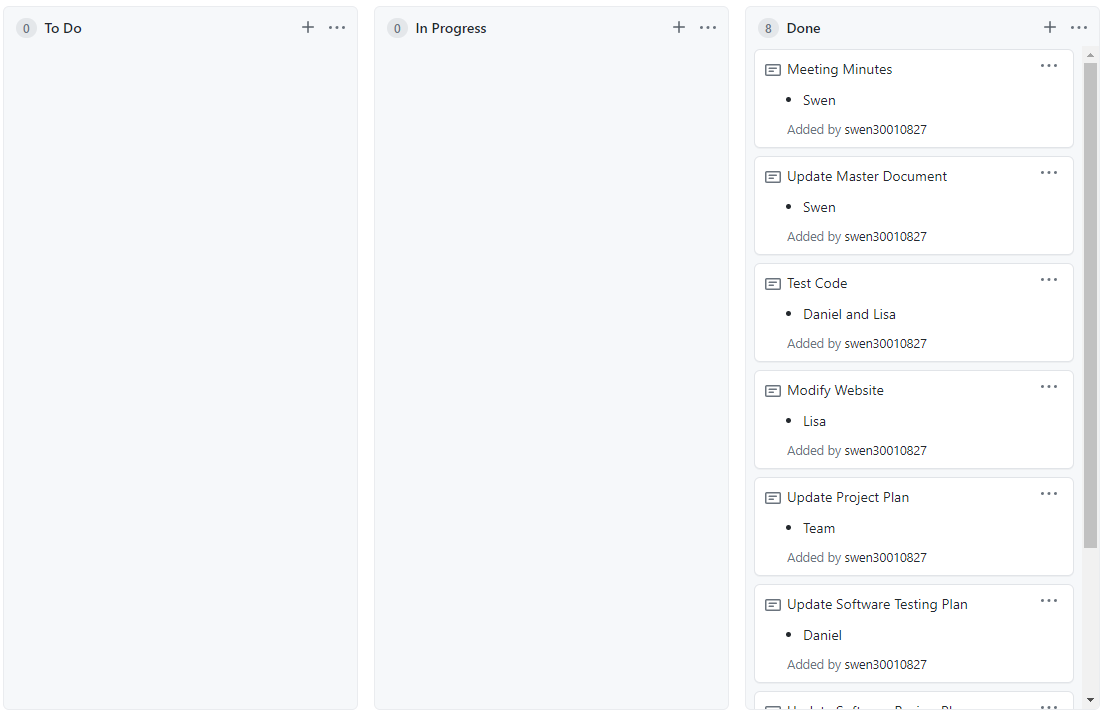 0 To Do
0 In Progress
8 Done
Meeting Minutes
Swen
Added by swen30010827
Update Master Document
Swen
Added by swen30010827
Test Code
Daniel and Lisa
Added by swen30010827
Modify Website
Lisa
Added by swen30010827
Update Project Plan
Team
Added by swen30010827
Update Software Testing Plan
Daniel
Added by swen30010827
Update Software